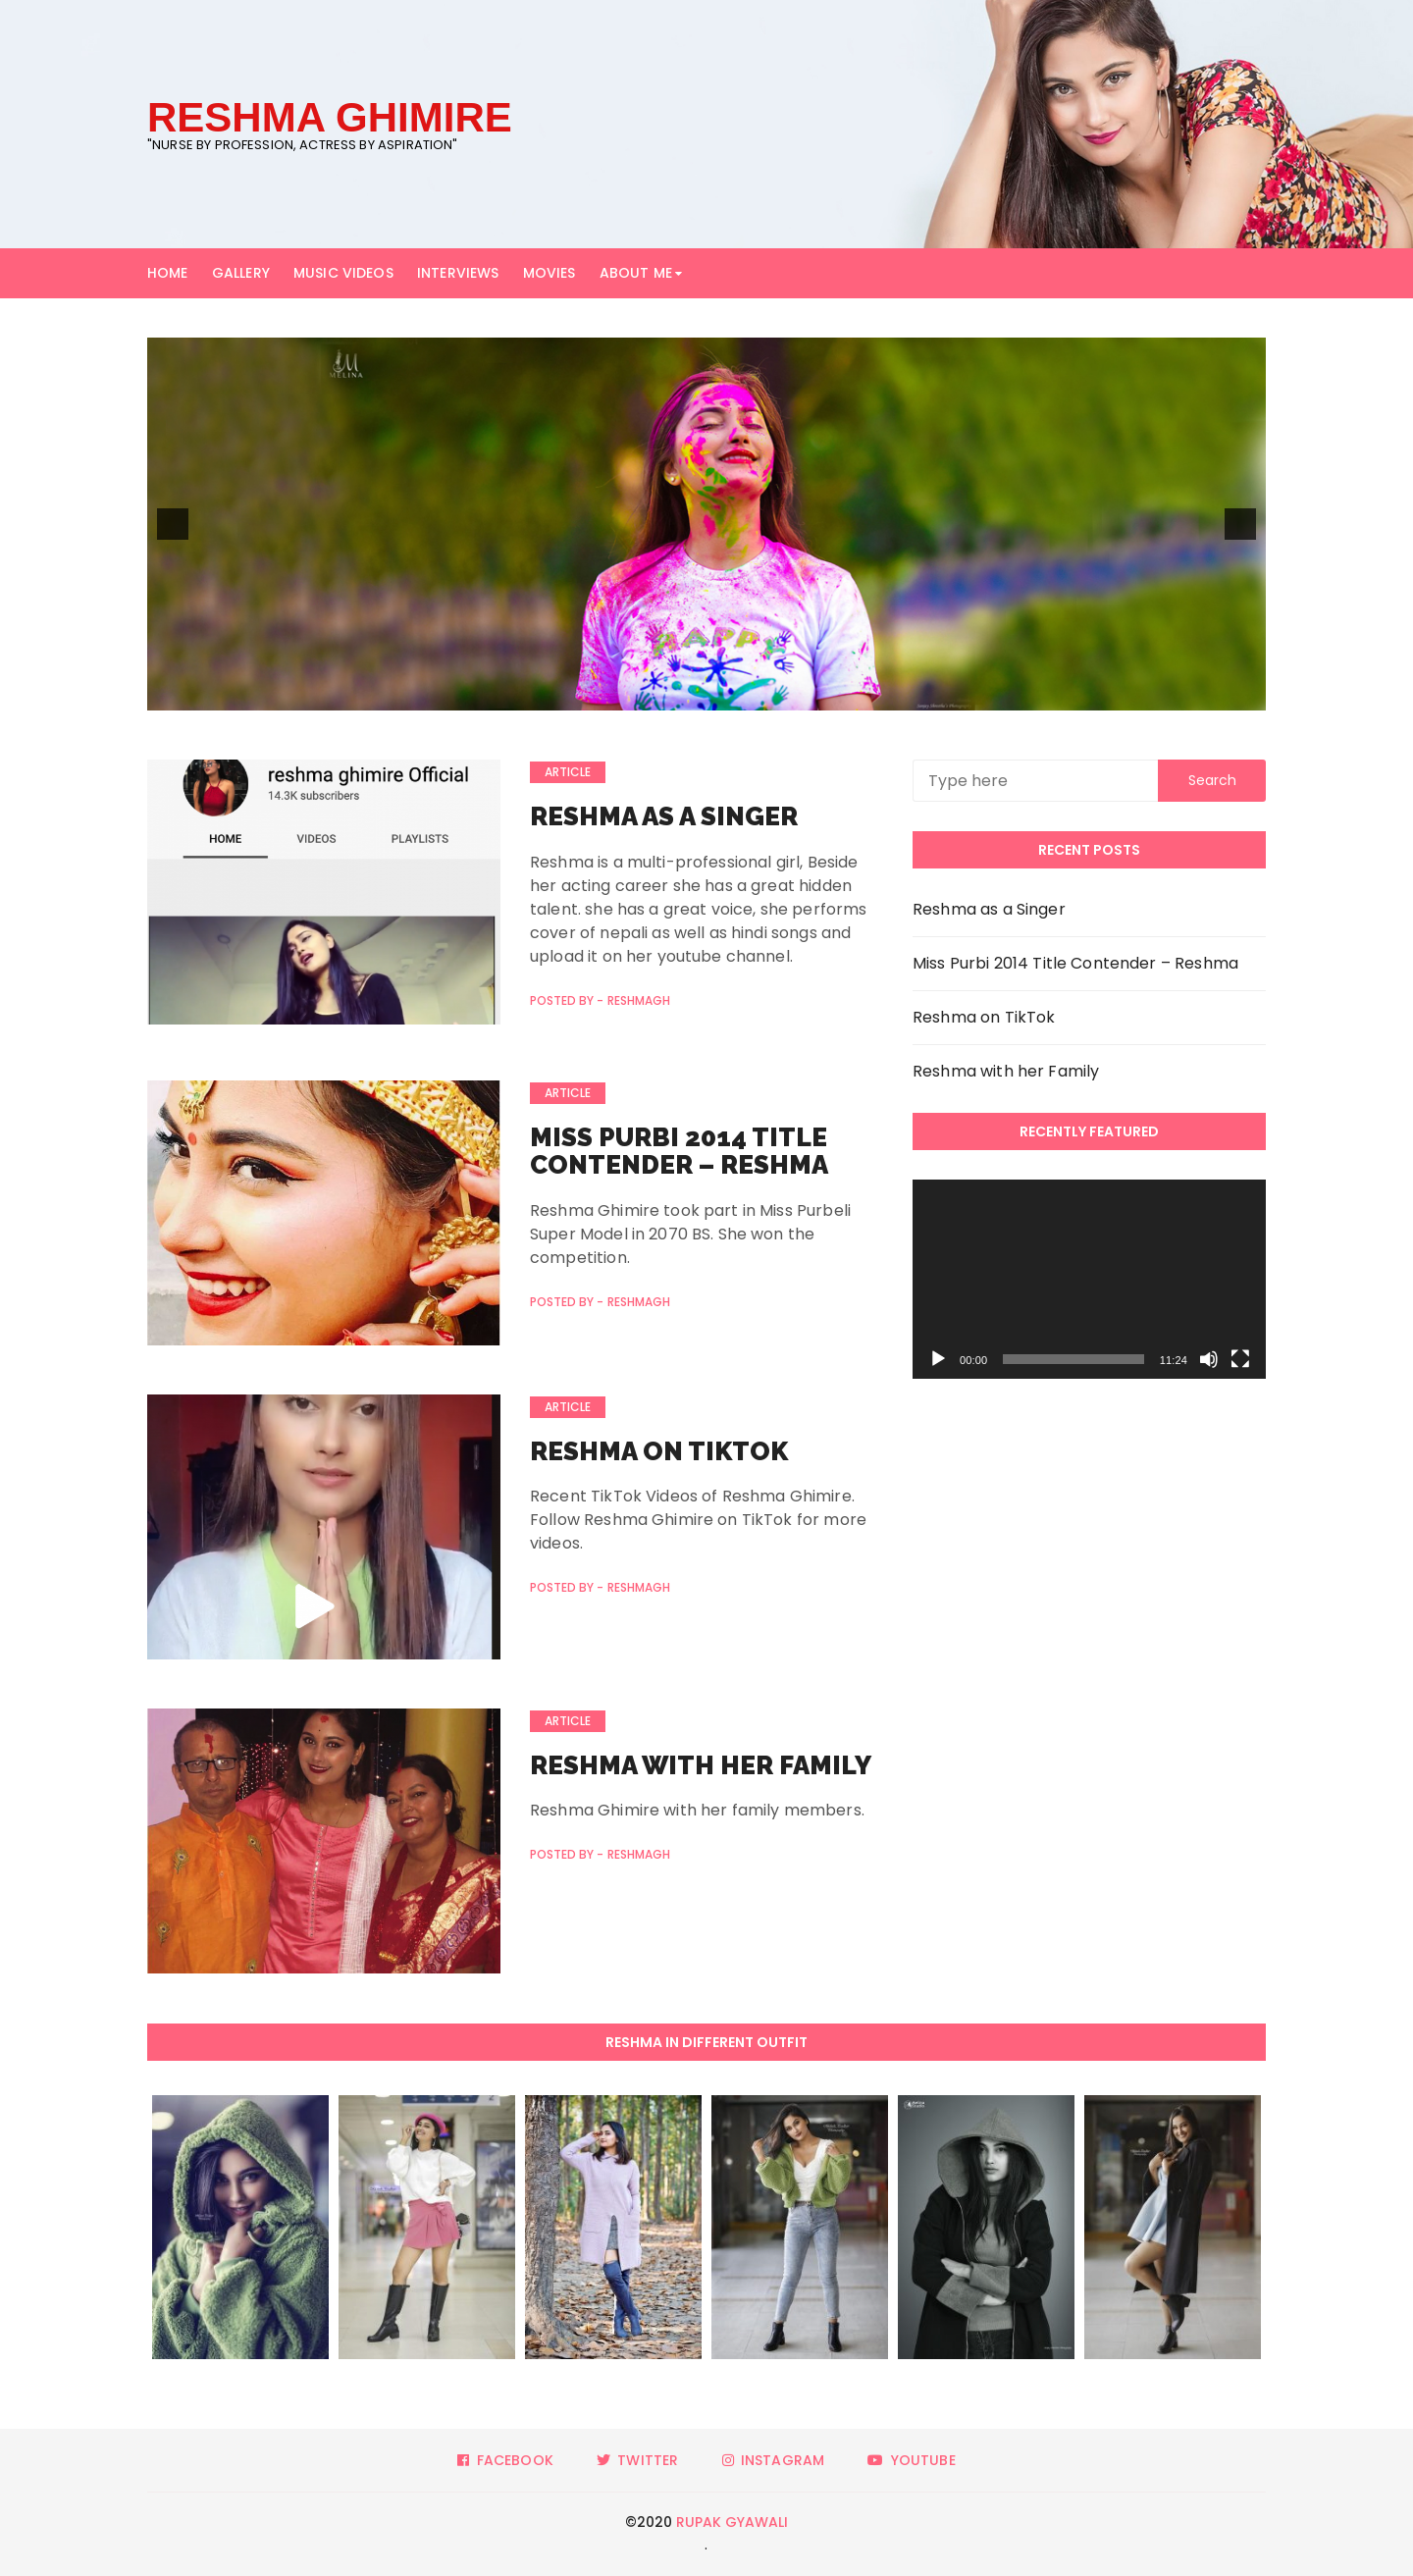 RESHMA GHIMIRE
"NURSE BY PROFESSION, ACTRESS BY ASPIRATION"
HOME GALLERY MUSIC VIDEOS INTERVIEWS MOVIES ABOUT ME
M
MELINA
HAPPY
reshma ghimire Official
14.3K subscribers
HOME VIDEOS PLAYLISTS
ARTICLE
RESHMA AS A SINGER
Reshma is a multi-professional girl, Beside
her acting career she has a great hidden
talent. she has a great voice, she performs
cover of nepali as well as hindi songs and
upload it on her youtube channel.
POSTED BY - RESHMAGH
ARTICLE
MISS PURBI 2014 TITLE
CONTENDER – RESHMA
Reshma Ghimire took part in Miss Purbeli
Super Model in 2070 BS. She won the
competition.
POSTED BY - RESHMAGH
ARTICLE
RESHMA ON TIKTOK
Recent TikTok Videos of Reshma Ghimire.
Follow Reshma Ghimire on TikTok for more
videos.
POSTED BY - RESHMAGH
ARTICLE
RESHMA WITH HER FAMILY
Reshma Ghimire with her family members.
POSTED BY - RESHMAGH
Type here Search
RECENT POSTS
Reshma as a Singer
Miss Purbi 2014 Title Contender – Reshma
Reshma on TikTok
Reshma with her Family
RECENTLY FEATURED
00:00 11:24
RESHMA IN DIFFERENT OUTFIT
FACEBOOK TWITTER INSTAGRAM YOUTUBE
©2020 RUPAK GYAWALI
.